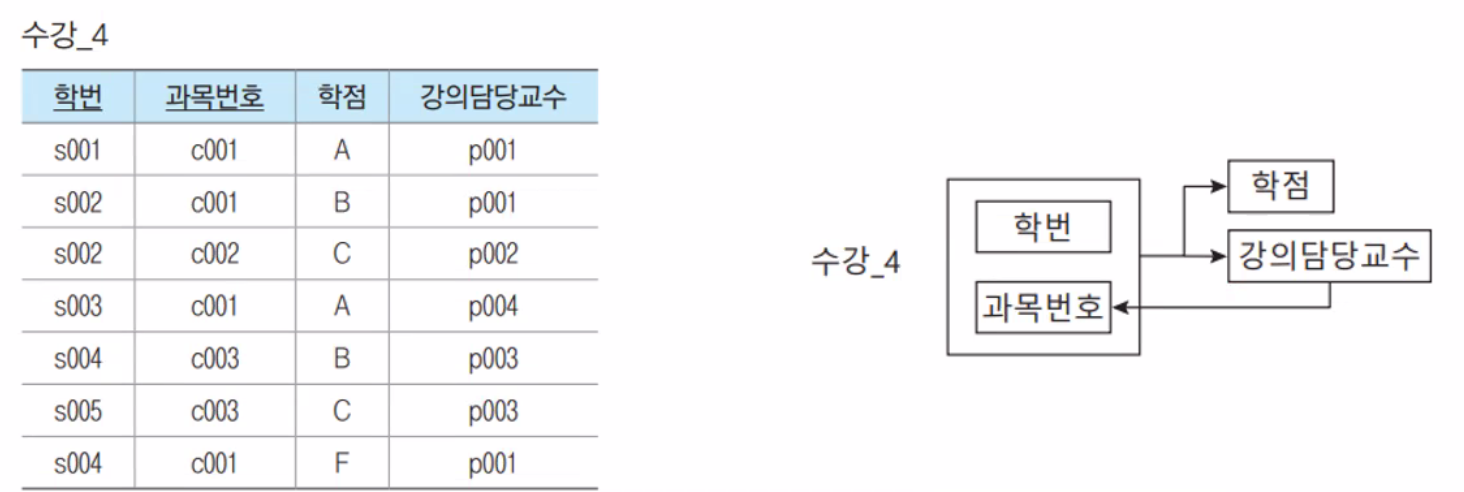 수강_4
학번 과목번호 학점 강의담당교수
s001 c001 A p001
s002 c001 B p001
s002 c002 C p002
s003 c001 A p004
s004 c003 B p003
s005 c003 C p003
s004 c001 F p001
수강_4
학번
과목번호
학점
강의담당교수